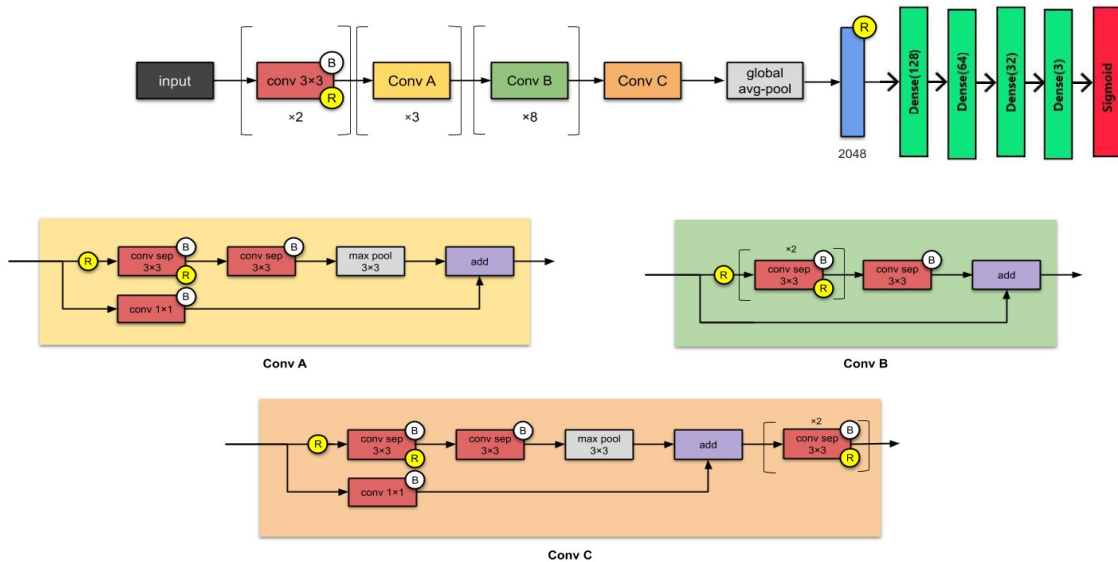 input
conv 3×3
B
R
×2
Conv A
×3
Conv B
×8
Conv C
global
avg-pool
R
2048
Dense(128)
Dense(64)
Dense(32)
Dense(3)
Sigmoid
R
conv sep
3×3
B
R
conv sep
3×3
B
max pool
3×3
add
conv 1×1
B
Conv A
R
×2
conv sep
3×3
B
R
conv sep
3×3
B
add
Conv B
R
conv sep
3×3
B
R
conv sep
3×3
B
max pool
3×3
add
×2
conv sep
3×3
B
R
conv 1×1
B
Conv C